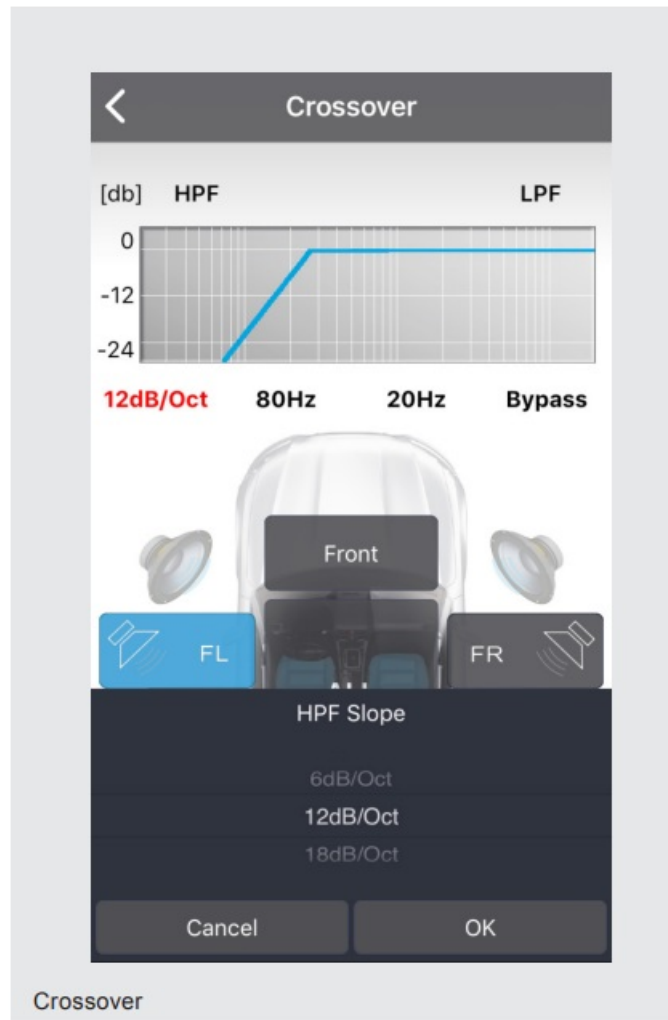 Crossover
[db] HPF LPF
0
-12
-24
12dB/Oct 80Hz 20Hz Bypass
Front
FL FR
HPF Slope
6dB/Oct
12dB/Oct
18dB/Oct
Cancel OK
Crossover